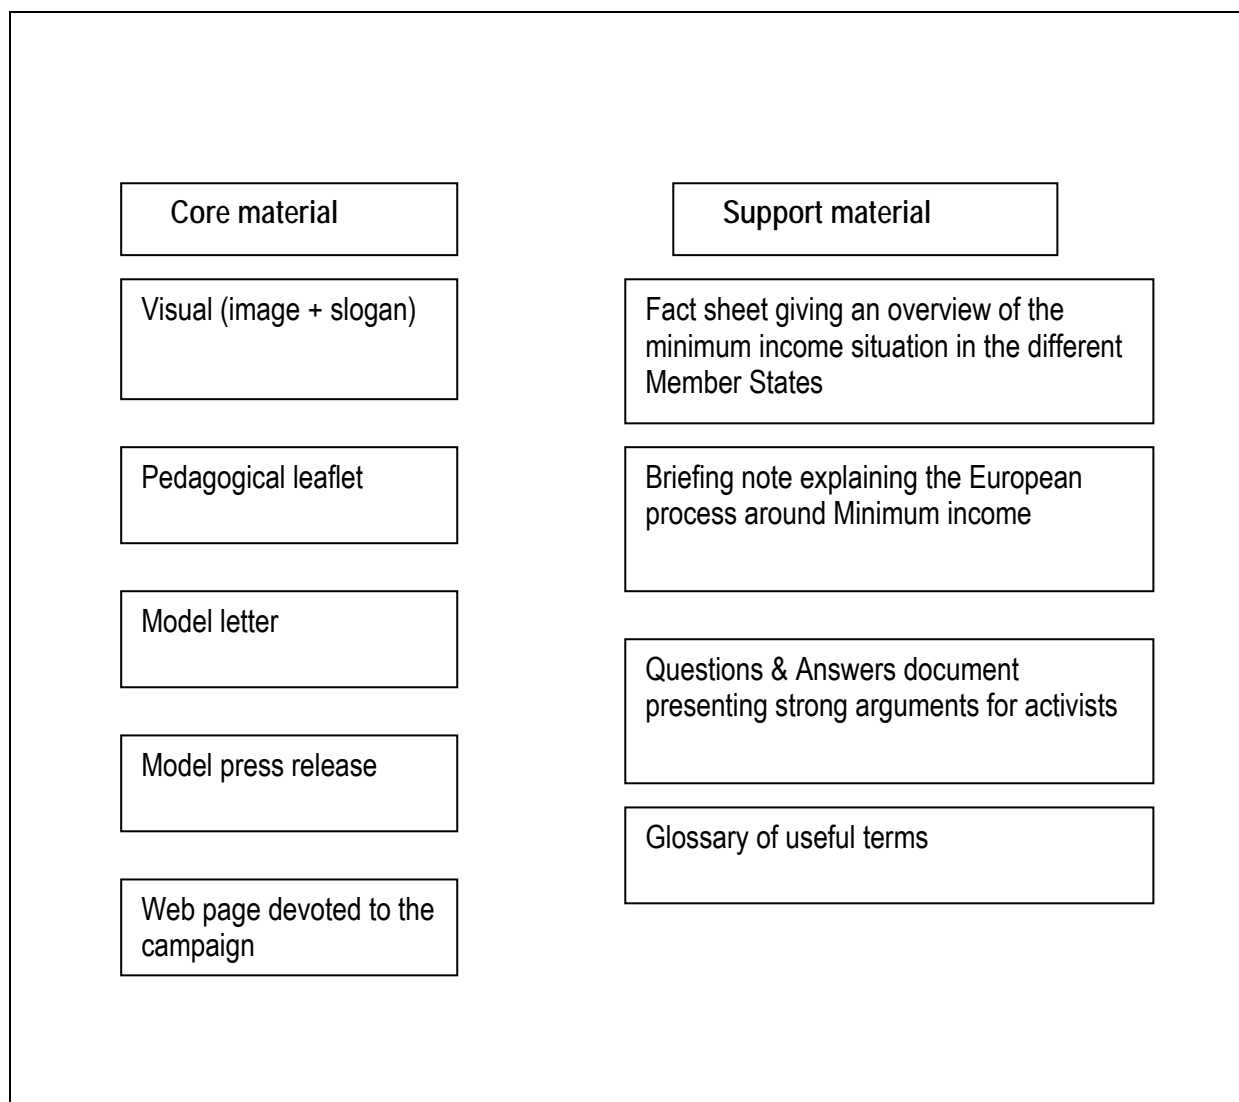 Core material
Visual (image + slogan)
Pedagogical leaflet
Model letter
Model press release
Web page devoted to the
campaign
Support material
Fact sheet giving an overview of the
minimum income situation in the different
Member States
Briefing note explaining the European
process around Minimum income
Questions & Answers document
presenting strong arguments for activists
Glossary of useful terms